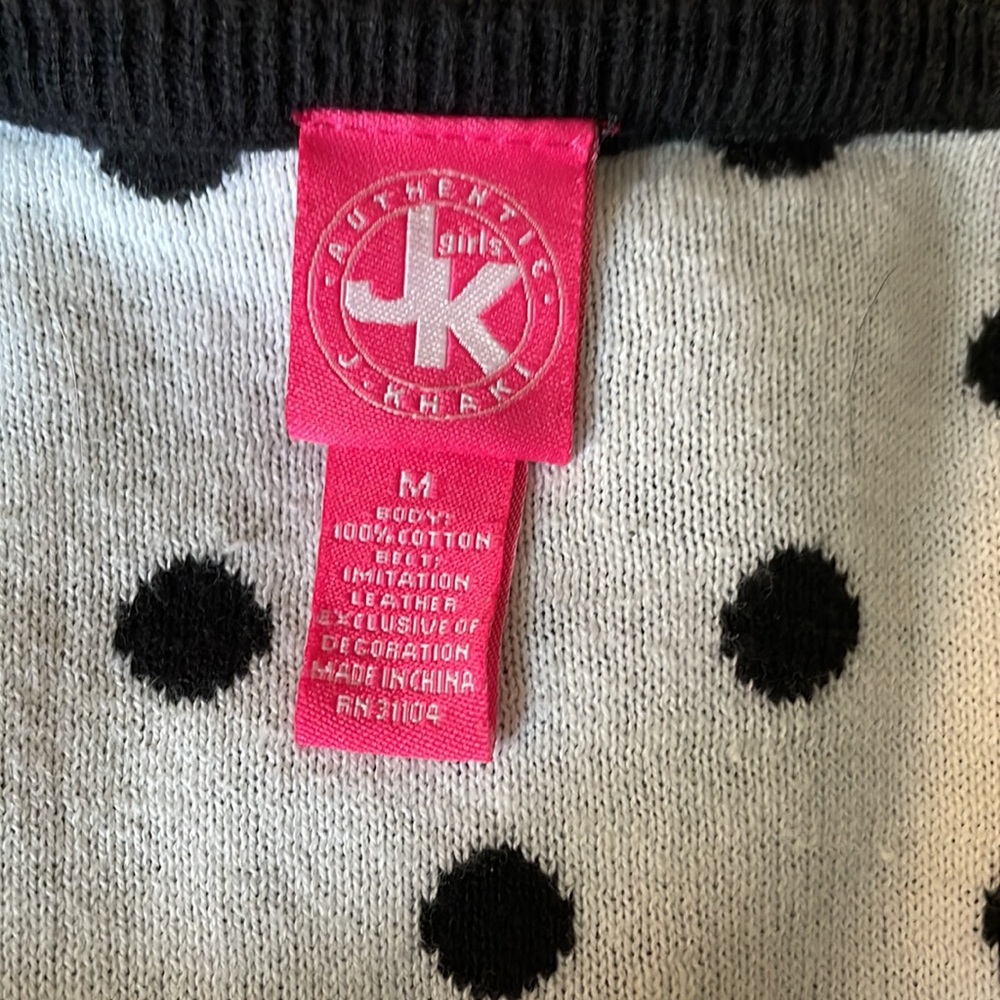 · AUTHENTIC ·
JK girls
J · KHAKI
M
BODY:
100% COTTON
BELT:
IMITATION
LEATHER
EXCLUSIVE OF
DECORATION
MADE IN CHINA
RN 31104